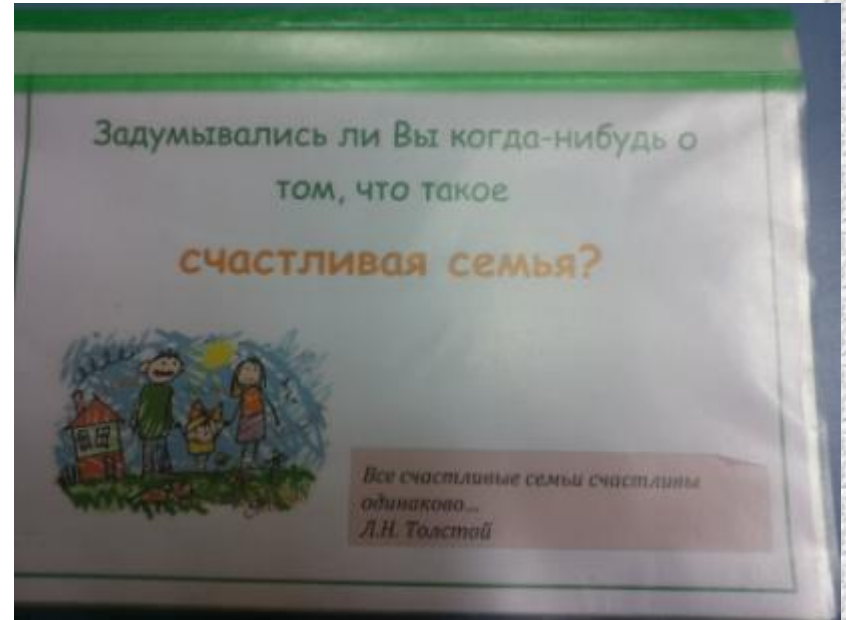 Задумывались ли Вы когда-нибудь о
том, что такое
счастливая семья?
Все счастливые семьи счастливы
одинаково...
Л.Н. Толстой